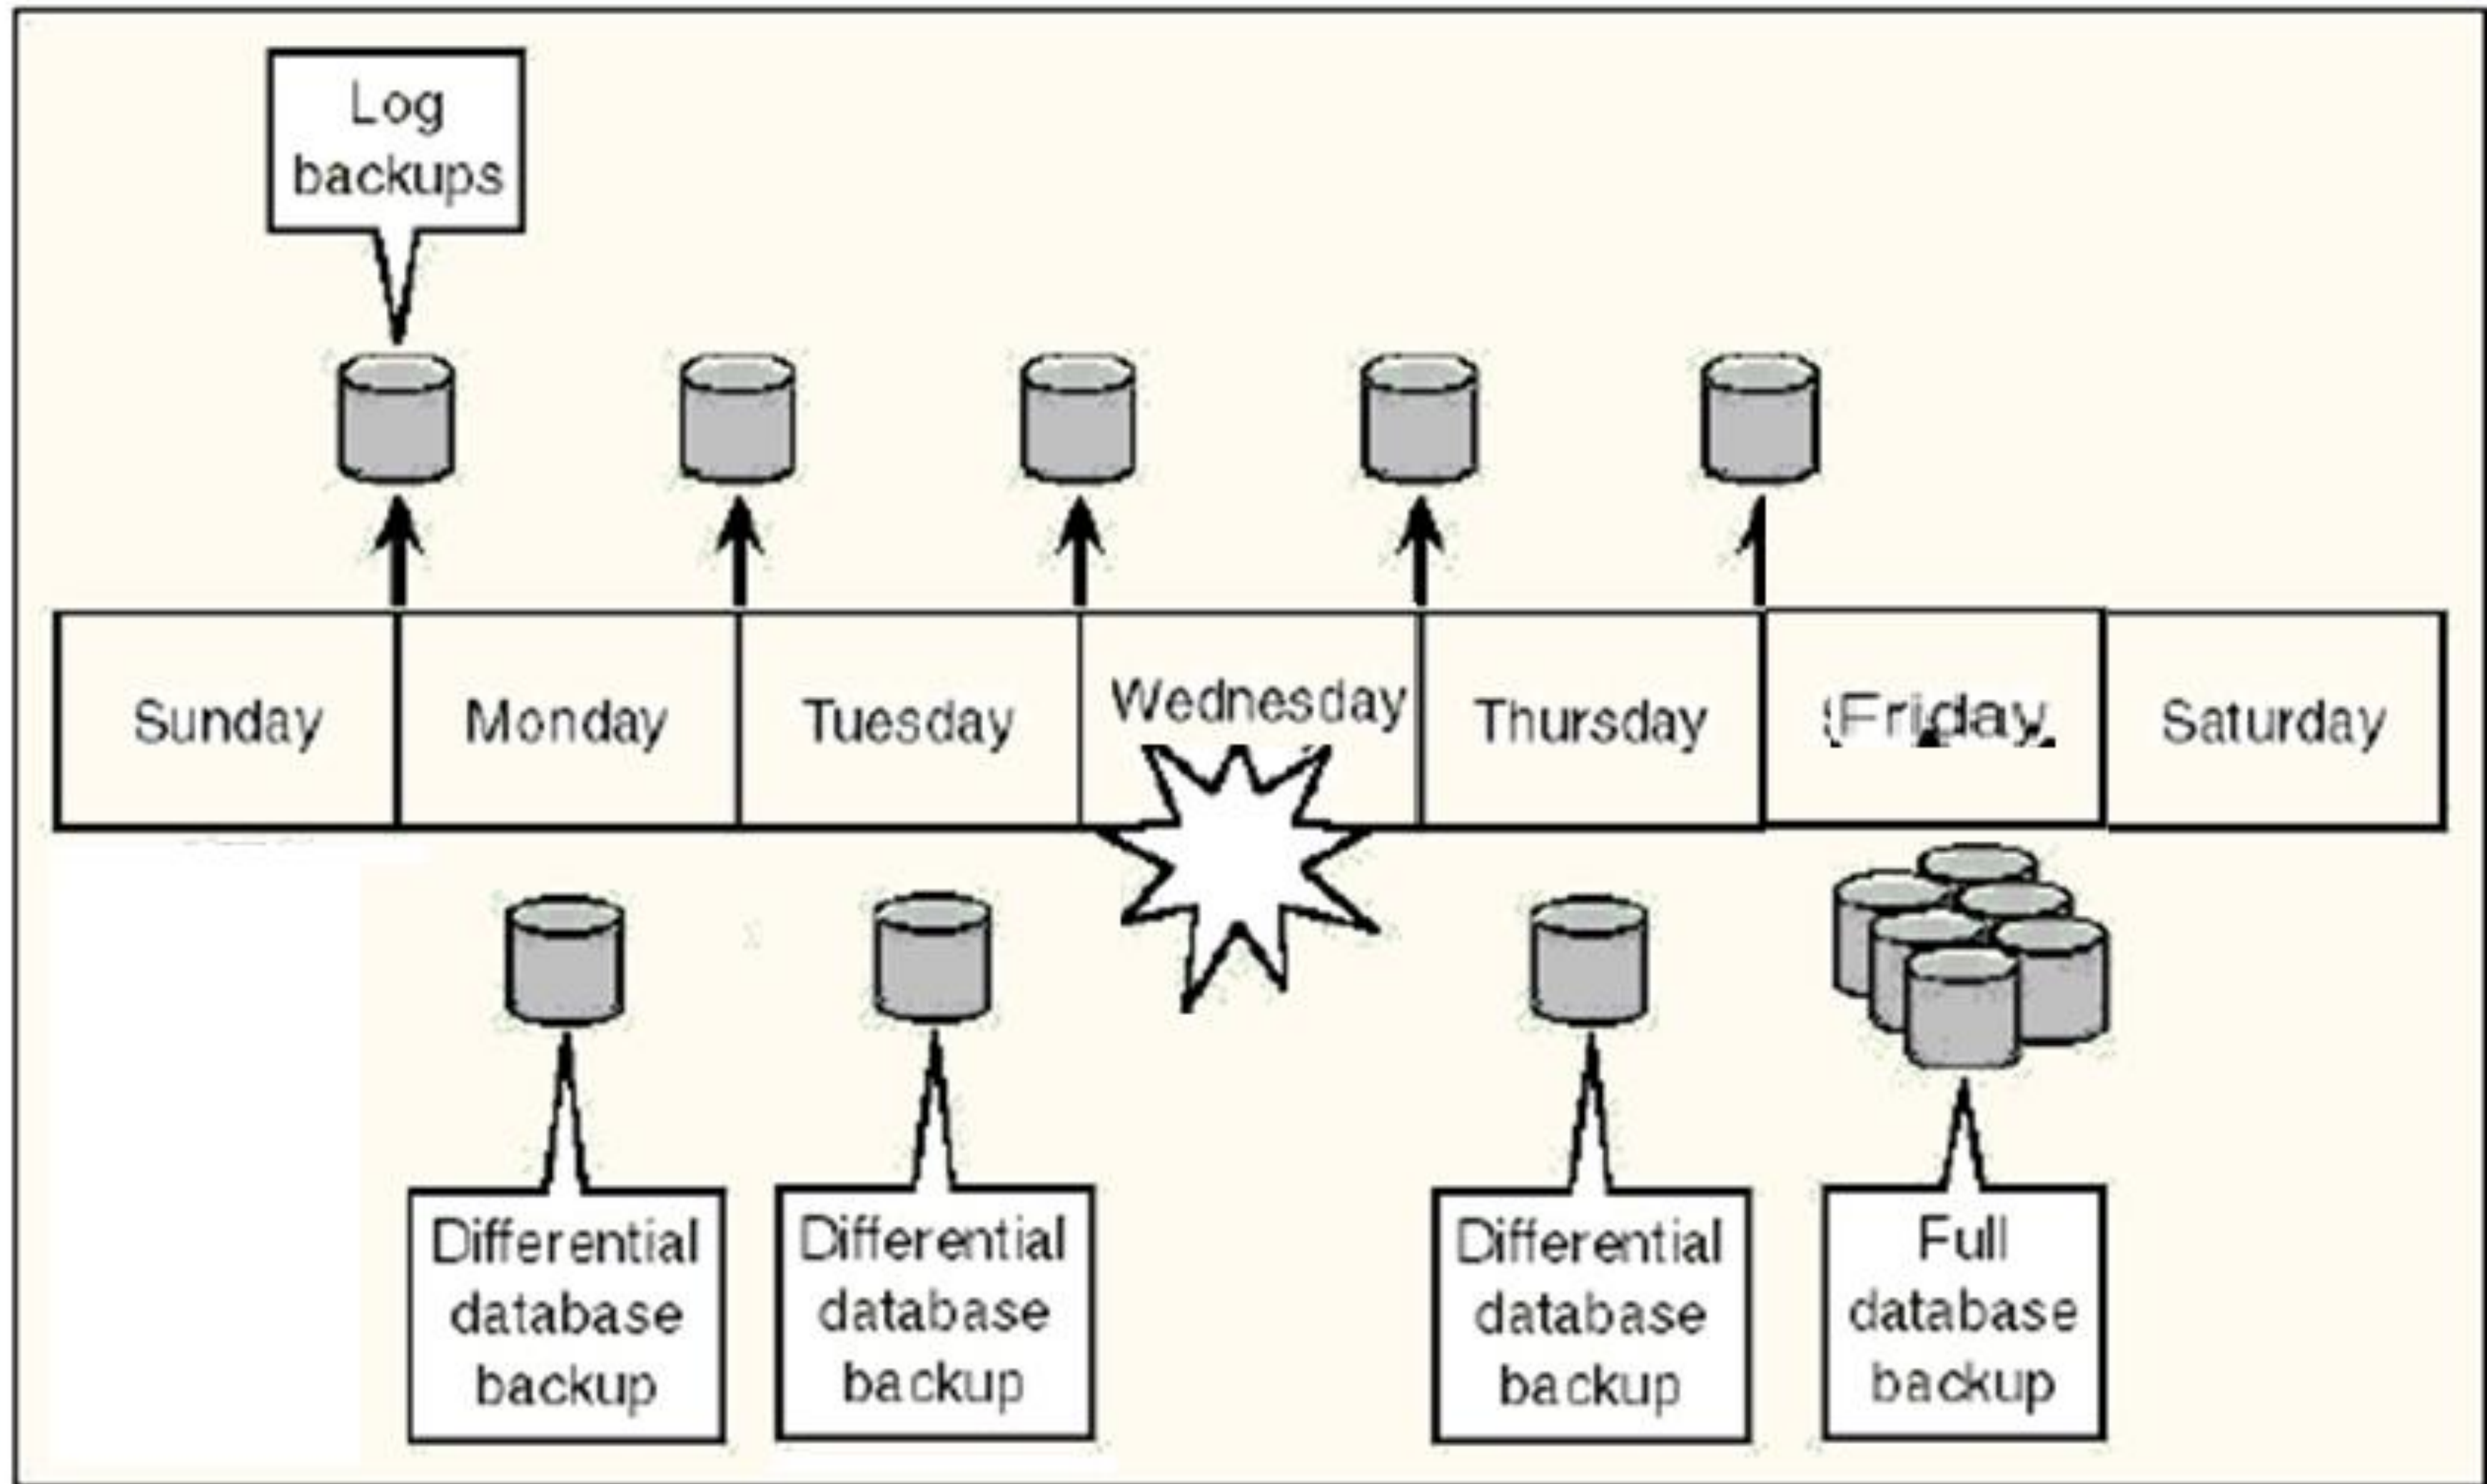 Log
backups
Sunday
Monday
Tuesday
Wednesday
Thursday
Friday
Saturday
Differential
database
backup
Differential
database
backup
Differential
database
backup
Full
database
backup